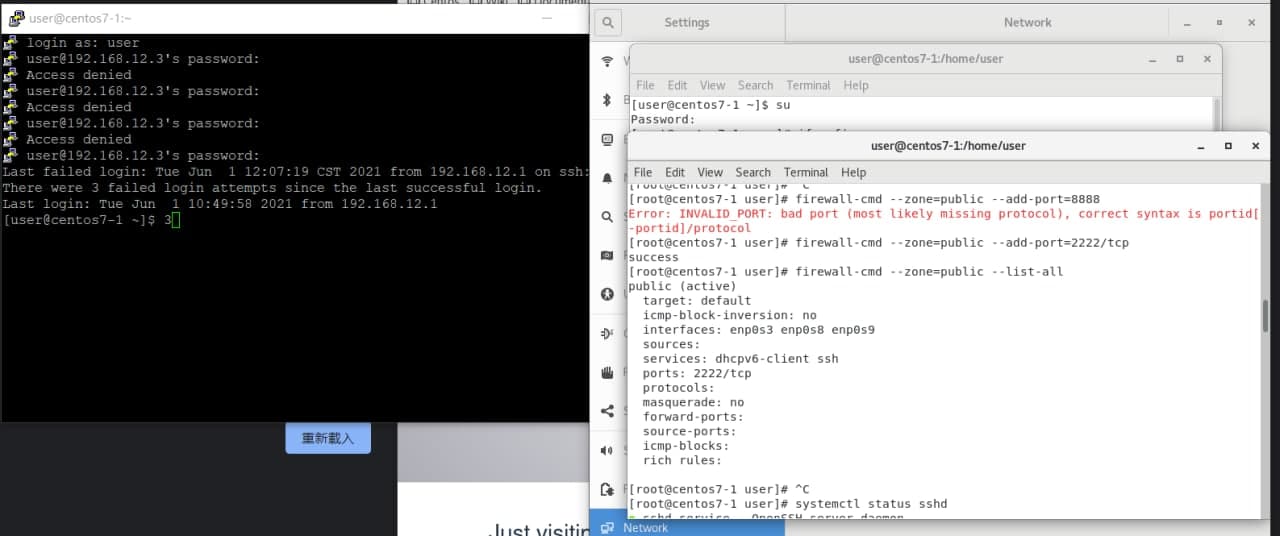 user@centos7-1:~
login as: user
user@192.168.12.3's password:
Access denied
user@192.168.12.3's password:
Access denied
user@192.168.12.3's password:
Access denied
user@192.168.12.3's password:
Last failed login: Tue Jun  1 12:07:19 CST 2021 from 192.168.12.1 on ssh:
There were 3 failed login attempts since the last successful login.
Last login: Tue Jun  1 10:49:58 2021 from 192.168.12.1
[user@centos7-1 ~]$ 3
重新載入
Just visitin
Settings
Network
user@centos7-1:/home/user
File Edit View Search Terminal Help
[user@centos7-1 ~]$ su
Password:
user@centos7-1:/home/user
File Edit View Search Terminal Help
[root@centos7-1 user]# ^C
[root@centos7-1 user]# firewall-cmd --zone=public --add-port=8888
Error: INVALID_PORT: bad port (most likely missing protocol), correct syntax is portid[
-portid]/protocol
[root@centos7-1 user]# firewall-cmd --zone=public --add-port=2222/tcp
success
[root@centos7-1 user]# firewall-cmd --zone=public --list-all
public (active)
target: default
icmp-block-inversion: no
interfaces: enp0s3 enp0s8 enp0s9
sources:
services: dhcpv6-client ssh
ports: 2222/tcp
protocols:
masquerade: no
forward-ports:
source-ports:
icmp-blocks:
rich rules:
[root@centos7-1 user]# ^C
[root@centos7-1 user]# systemctl status sshd
sshd.service - OpenSSH server daemon
Network